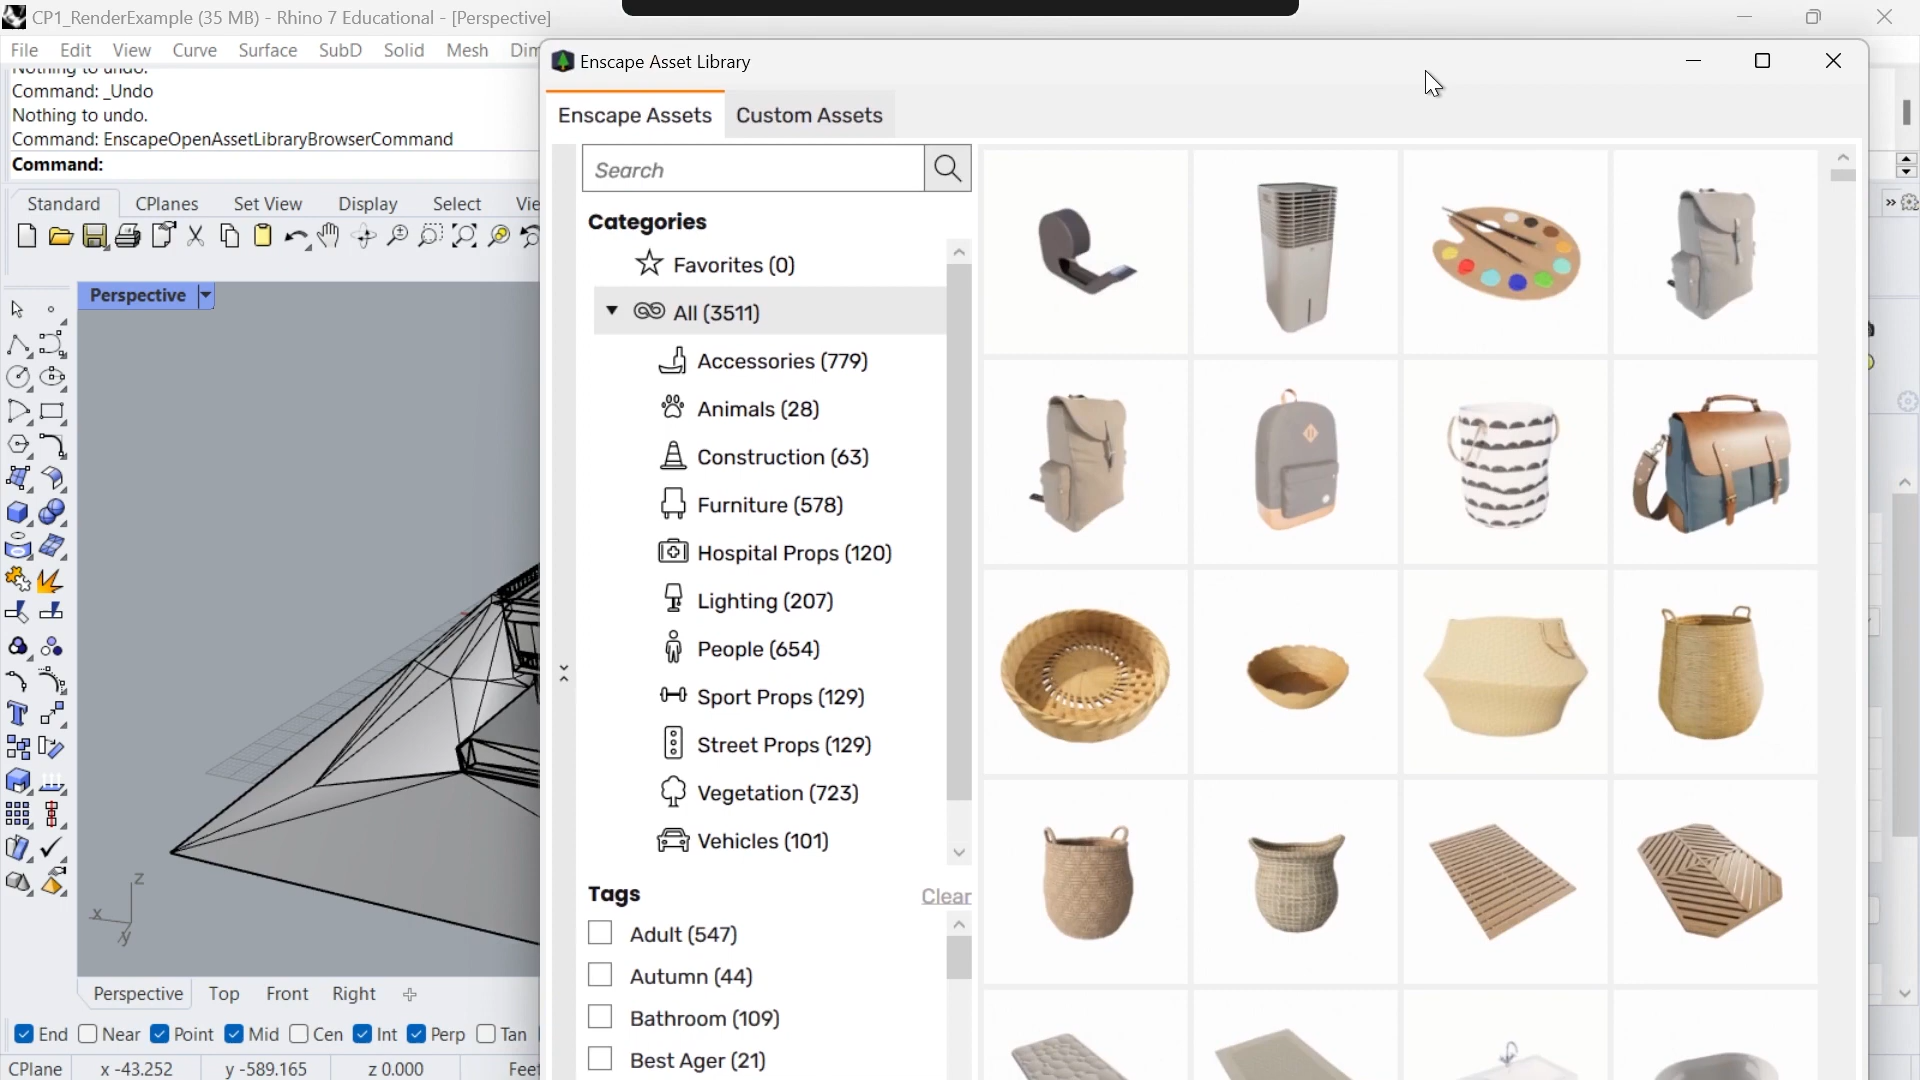 CP1_RenderExample (35 MB) - Rhino 7 Educational - [Perspective]
File Edit View Curve Surface SubD Solid Mesh
Nothing to undo.
Command: _Undo
Nothing to undo.
Command: EnscapeOpenAssetLibraryBrowserCommand
Command:
Standard CPlanes Set View Display Select
Perspective
z
x
y
Perspective Top Front Right
End Near Point Mid Cen Int Perp Tan
CPlane x -43.252 y -589.165 z 0.000
Enscape Asset Library
Enscape Assets Custom Assets
Search
Categories
Favorites (0)
All (3511)
Accessories (779)
Animals (28)
Construction (63)
Furniture (578)
Hospital Props (120)
Lighting (207)
People (654)
Sport Props (129)
Street Props (129)
Vegetation (723)
Vehicles (101)
Tags Clear
Adult (547)
Autumn (44)
Bathroom (109)
Best Ager (21)